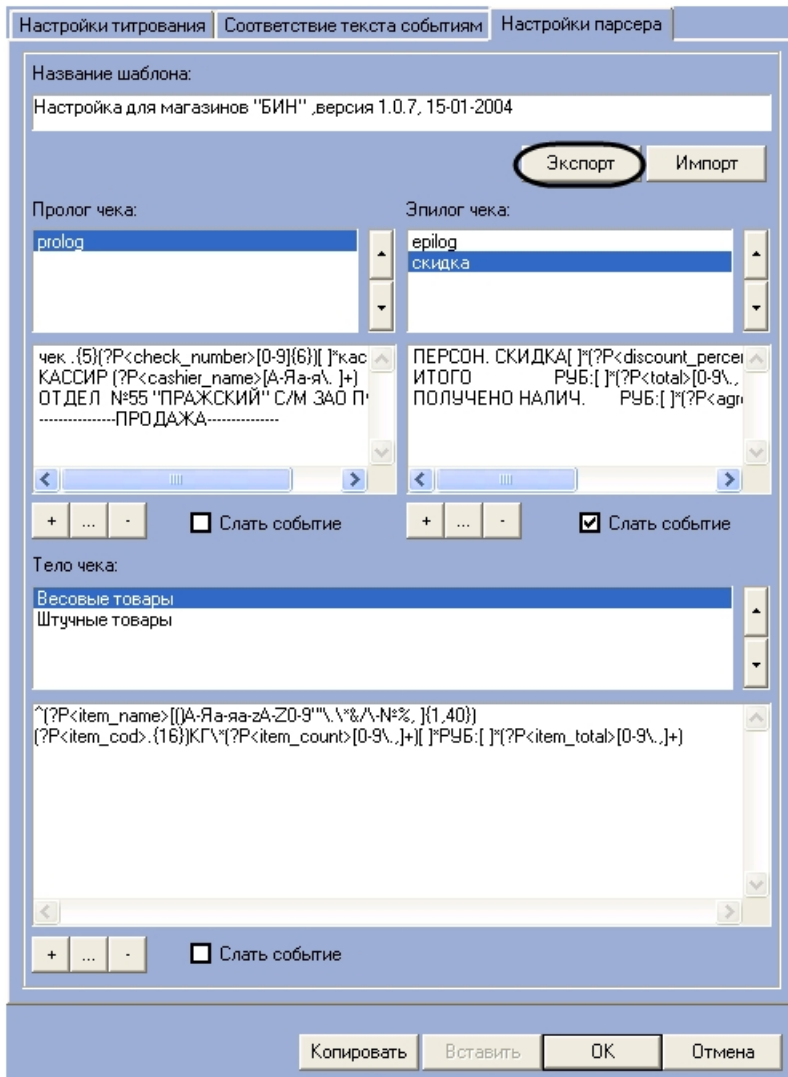 Настройки титрования Соответствие текста событиям Настройки парсера
Название шаблона:
Настройка для магазинов "БИН" ,версия 1.0.7, 15-01-2004
Экспорт Импорт
Пролог чека:
prolog
Эпилог чека:
epilog
скидка
чек .{5}(?P<check_number>[0-9]{6})[ ]*кас
КАССИР (?P<cashier_name>[А-Яа-я\. ]+)
ОТДЕЛ №55 "ПРАЖСКИЙ" С/М ЗАО П
---------------ПРОДАЖА---------------
ПЕРСОН. СКИДКА[ ]*(?P<discount_percen
ИТОГО РУБ:[ ]*(?P<total>[0-9\.,
ПОЛУЧЕНО НАЛИЧ. РУБ:[ ]*(?P<agr
+ ... - Слать событие
+ ... - Слать событие
Тело чека:
Весовые товары
Штучные товары
^(?P<item_name>[()А-Яа-яa-zA-Z0-9'"\.\*&/\-№%, ]{1,40})
(?P<item_cod>.{16})КГ\*(?P<item_count>[0-9\.,]+)[ ]*РУБ:[ ]*(?P<item_total>[0-9\.,]+)
+ ... - Слать событие
Копировать Вставить OK Отмена